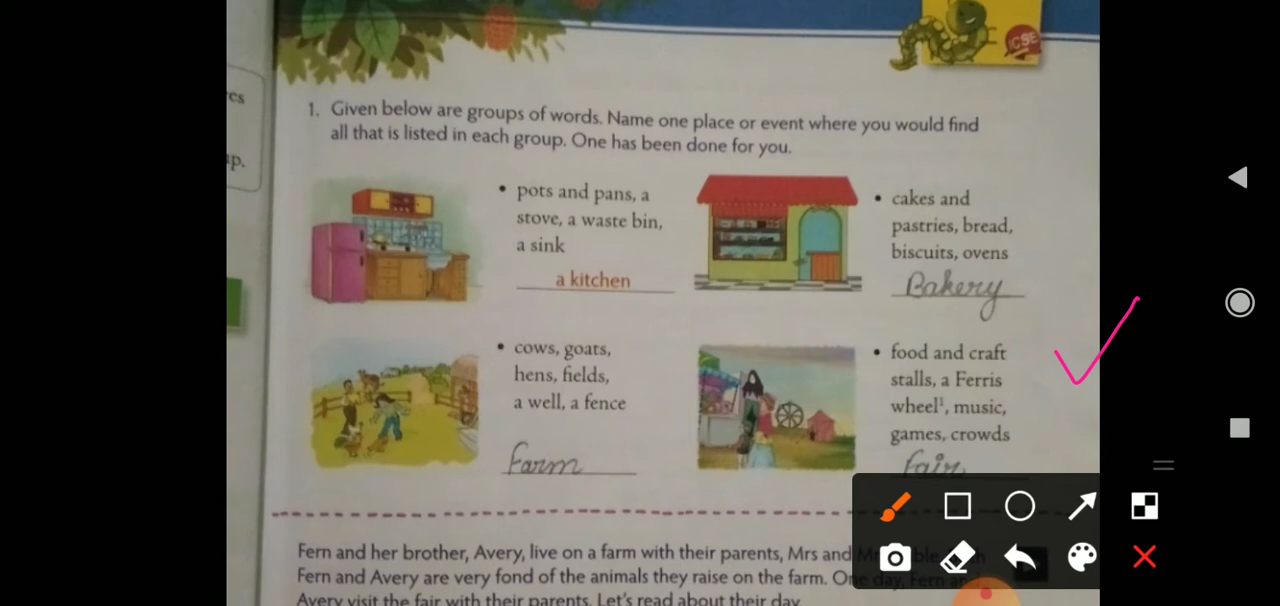 ICSE
1. Given below are groups of words. Name one place or event where you would find
all that is listed in each group. One has been done for you.
• pots and pans, a
stove, a waste bin,
a sink
a kitchen
• cakes and
pastries, bread,
biscuits, ovens
Bakery
• cows, goats,
hens, fields,
a well, a fence
Farm
• food and craft
stalls, a Ferris
wheel¹, music,
games, crowds
fair
Fern and her brother, Avery, live on a farm with their parents, Mrs and
Fern and Avery are very fond of the animals they raise on the farm. One day, Fern and
Avery visit the fair with their parents. Let's read about their day